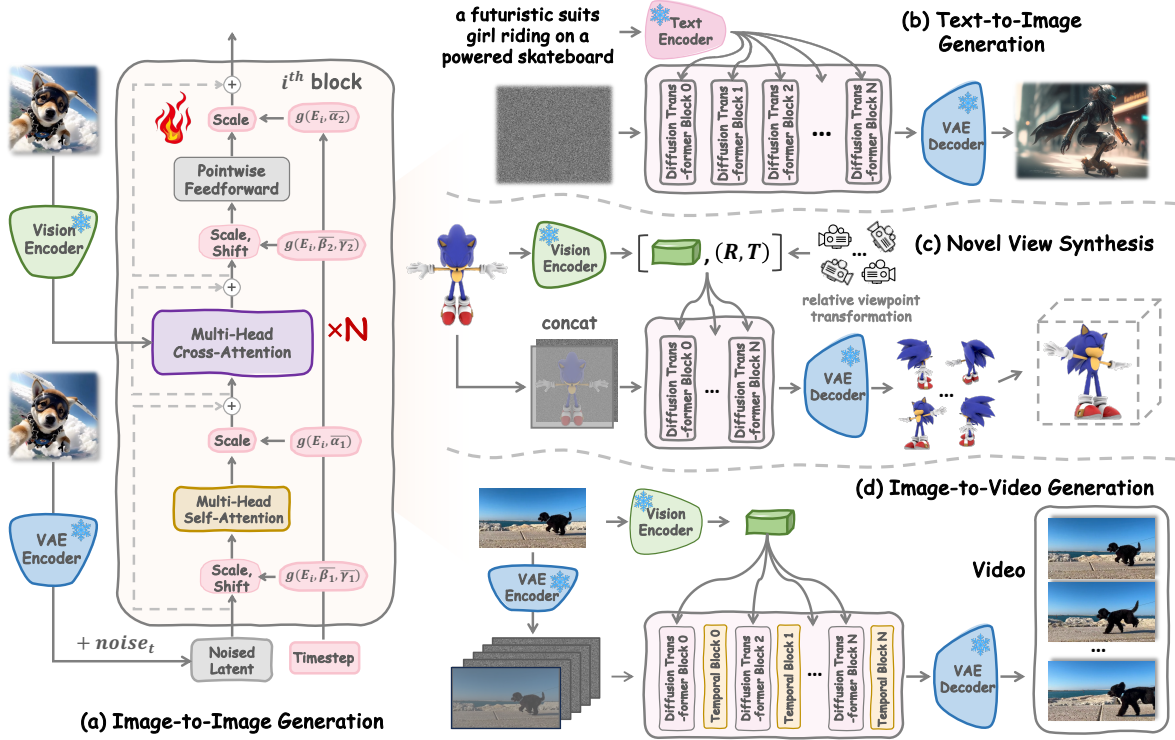 i^th block
Scale
g(E_i, α̅₂)
Pointwise
Feedforward
Scale,
Shift
g(E_i, β̅₂, γ̅₂)
Vision
Encoder
Multi-Head
Cross-Attention
×N
Scale
g(E_i, α̅₁)
Multi-Head
Self-Attention
VAE
Encoder
Scale,
Shift
g(E_i, β̅₁, γ̅₁)
+ noise_t
Noised
Latent
Timestep
(a) Image-to-Image Generation
a futuristic suits
girl riding on a
powered skateboard
Text
Encoder
(b) Text-to-Image
Generation
Diffusion Trans
-former Block 0
Diffusion Trans
-former Block 1
Diffusion Trans
-former Block 2
...
Diffusion Trans
-former Block N
VAE
Decoder
(c) Novel View Synthesis
Vision
Encoder
[ , (R, T) ]
...
relative viewpoint
transformation
concat
Diffusion Trans
-former Block 0
...
Diffusion Trans
-former Block N
VAE
Decoder
...
(d) Image-to-Video Generation
Vision
Encoder
VAE
Encoder
Diffusion Trans
-former Block 0
Temporal Block 0
Diffusion Trans
-former Block 2
Temporal Block 1
...
Diffusion Trans
-former Block N
Temporal Block N
VAE
Decoder
Video
...